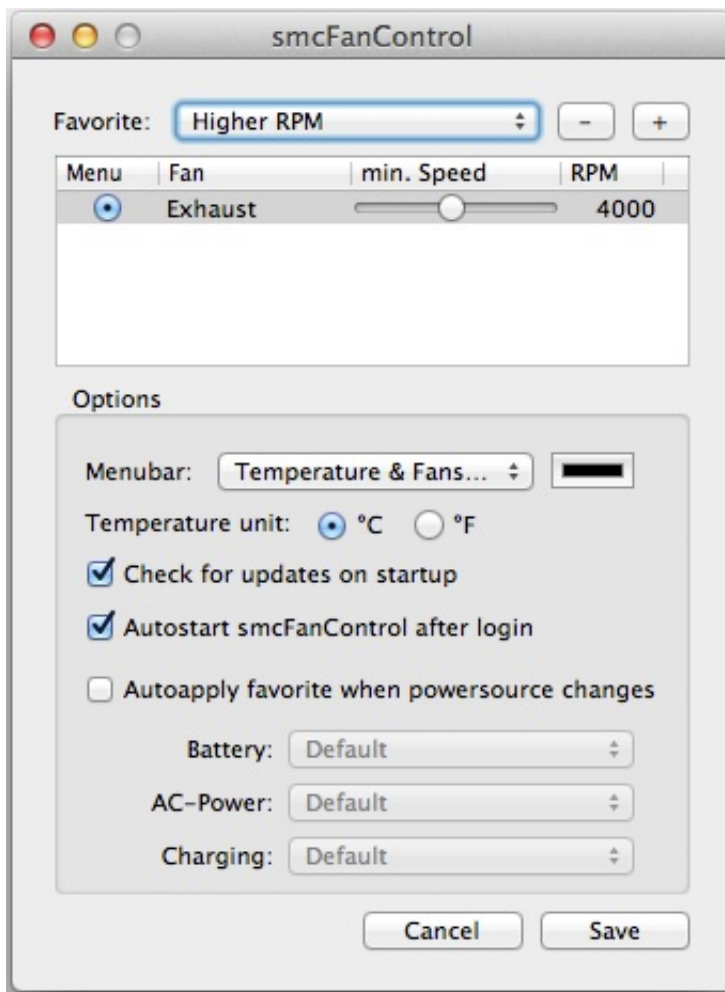 smcFanControl
Favorite: Higher RPM - +
Menu Fan min. Speed RPM
Exhaust 4000
Options
Menubar: Temperature & Fans...
Temperature unit: °C °F
Check for updates on startup
Autostart smcFanControl after login
Autoapply favorite when powersource changes
Battery: Default
AC-Power: Default
Charging: Default
Cancel Save